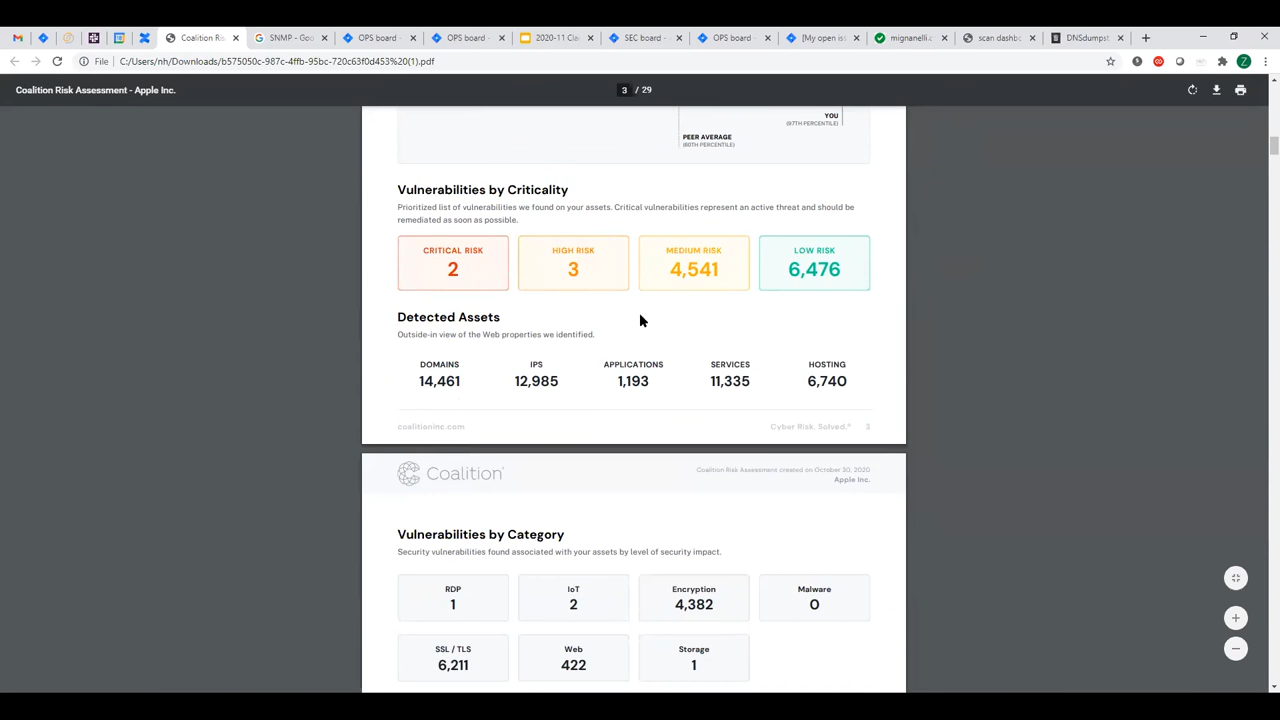 Coalition Ris
SNMP - Goo
OPS board -
OPS board -
2020-11 Cla
SEC board -
OPS board -
[My open iss
mignanelli.c
scan dashbo
DNSdumpst
File
C:/Users/nh/Downloads/b575050c-987c-4ffb-95bc-720c63f0d453%20(1).pdf
Z
Coalition Risk Assessment - Apple Inc.
3 / 29
YOU
(97TH PERCENTILE)
PEER AVERAGE
(60TH PERCENTILE)
Vulnerabilities by Criticality
Prioritized list of vulnerabilities we found on your assets. Critical vulnerabilities represent an active threat and should be
remediated as soon as possible.
CRITICAL RISK
2
HIGH RISK
3
MEDIUM RISK
4,541
LOW RISK
6,476
Detected Assets
Outside-in view of the Web properties we identified.
DOMAINS
14,461
IPS
12,985
APPLICATIONS
1,193
SERVICES
11,335
HOSTING
6,740
coalitioninc.com
Cyber Risk. Solved.®
3
Coalition®
Coalition Risk Assessment created on October 30, 2020
Apple Inc.
Vulnerabilities by Category
Security vulnerabilities found associated with your assets by level of security impact.
RDP
1
IoT
2
Encryption
4,382
Malware
0
SSL / TLS
6,211
Web
422
Storage
1